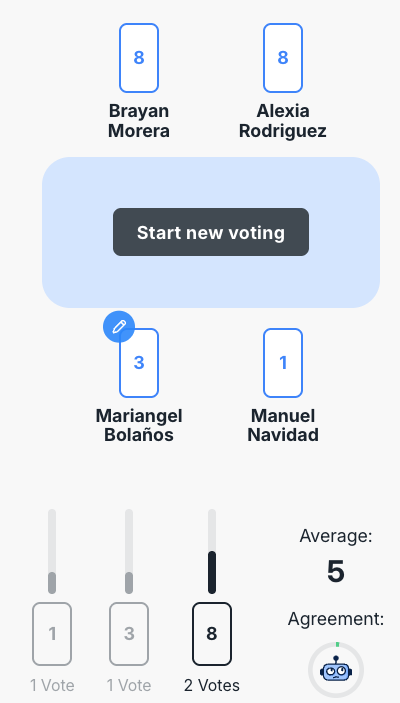 8
8
Brayan
Morera
Alexia
Rodriguez
Start new voting
3
1
Mariangel
Bolaños
Manuel
Navidad
Average:
5
Agreement:
1
3
8
1 Vote
1 Vote
2 Votes